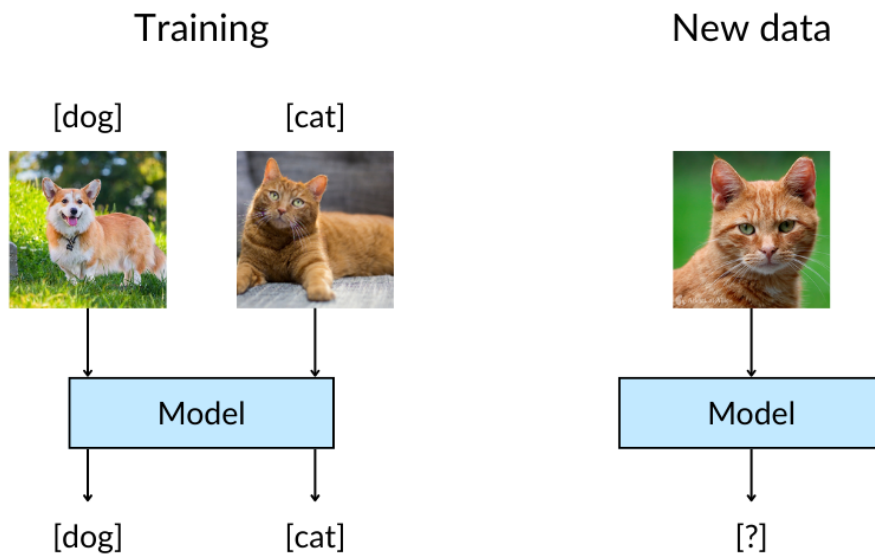 Training
New data
[dog]
[cat]
Model
Model
[dog]
[cat]
[?]